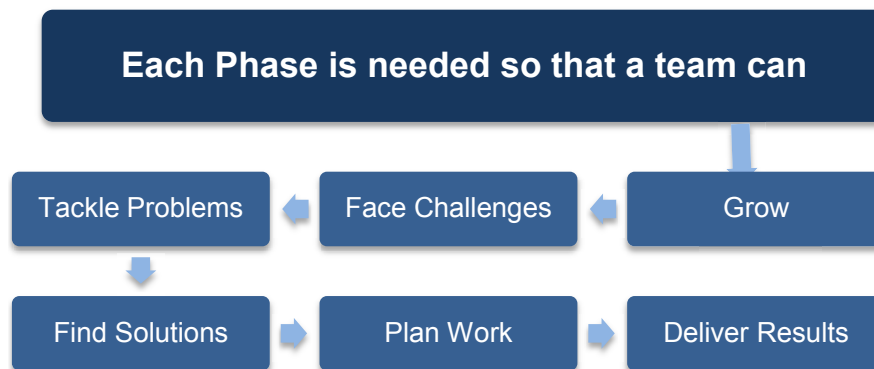 Each Phase is needed so that a team can
Grow
Face Challenges
Tackle Problems
Find Solutions
Plan Work
Deliver Results